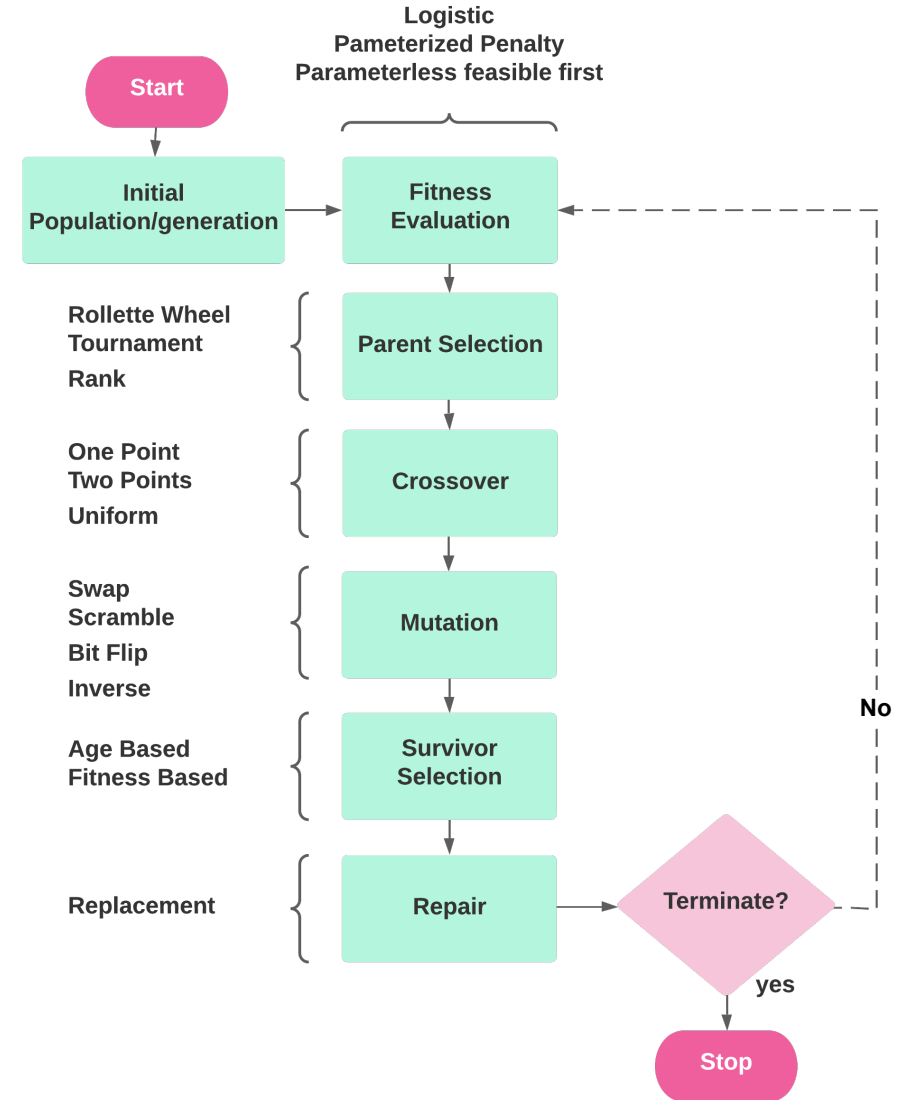 Logistic
Pameterized Penalty
Parameterless feasible first
Start
Initial
Population/generation
Fitness
Evaluation
Rollette Wheel
Tournament
Rank
Parent Selection
One Point
Two Points
Uniform
Crossover
Swap
Scramble
Bit Flip
Inverse
Mutation
No
Age Based
Fitness Based
Survivor
Selection
Replacement
Repair
Terminate?
yes
Stop